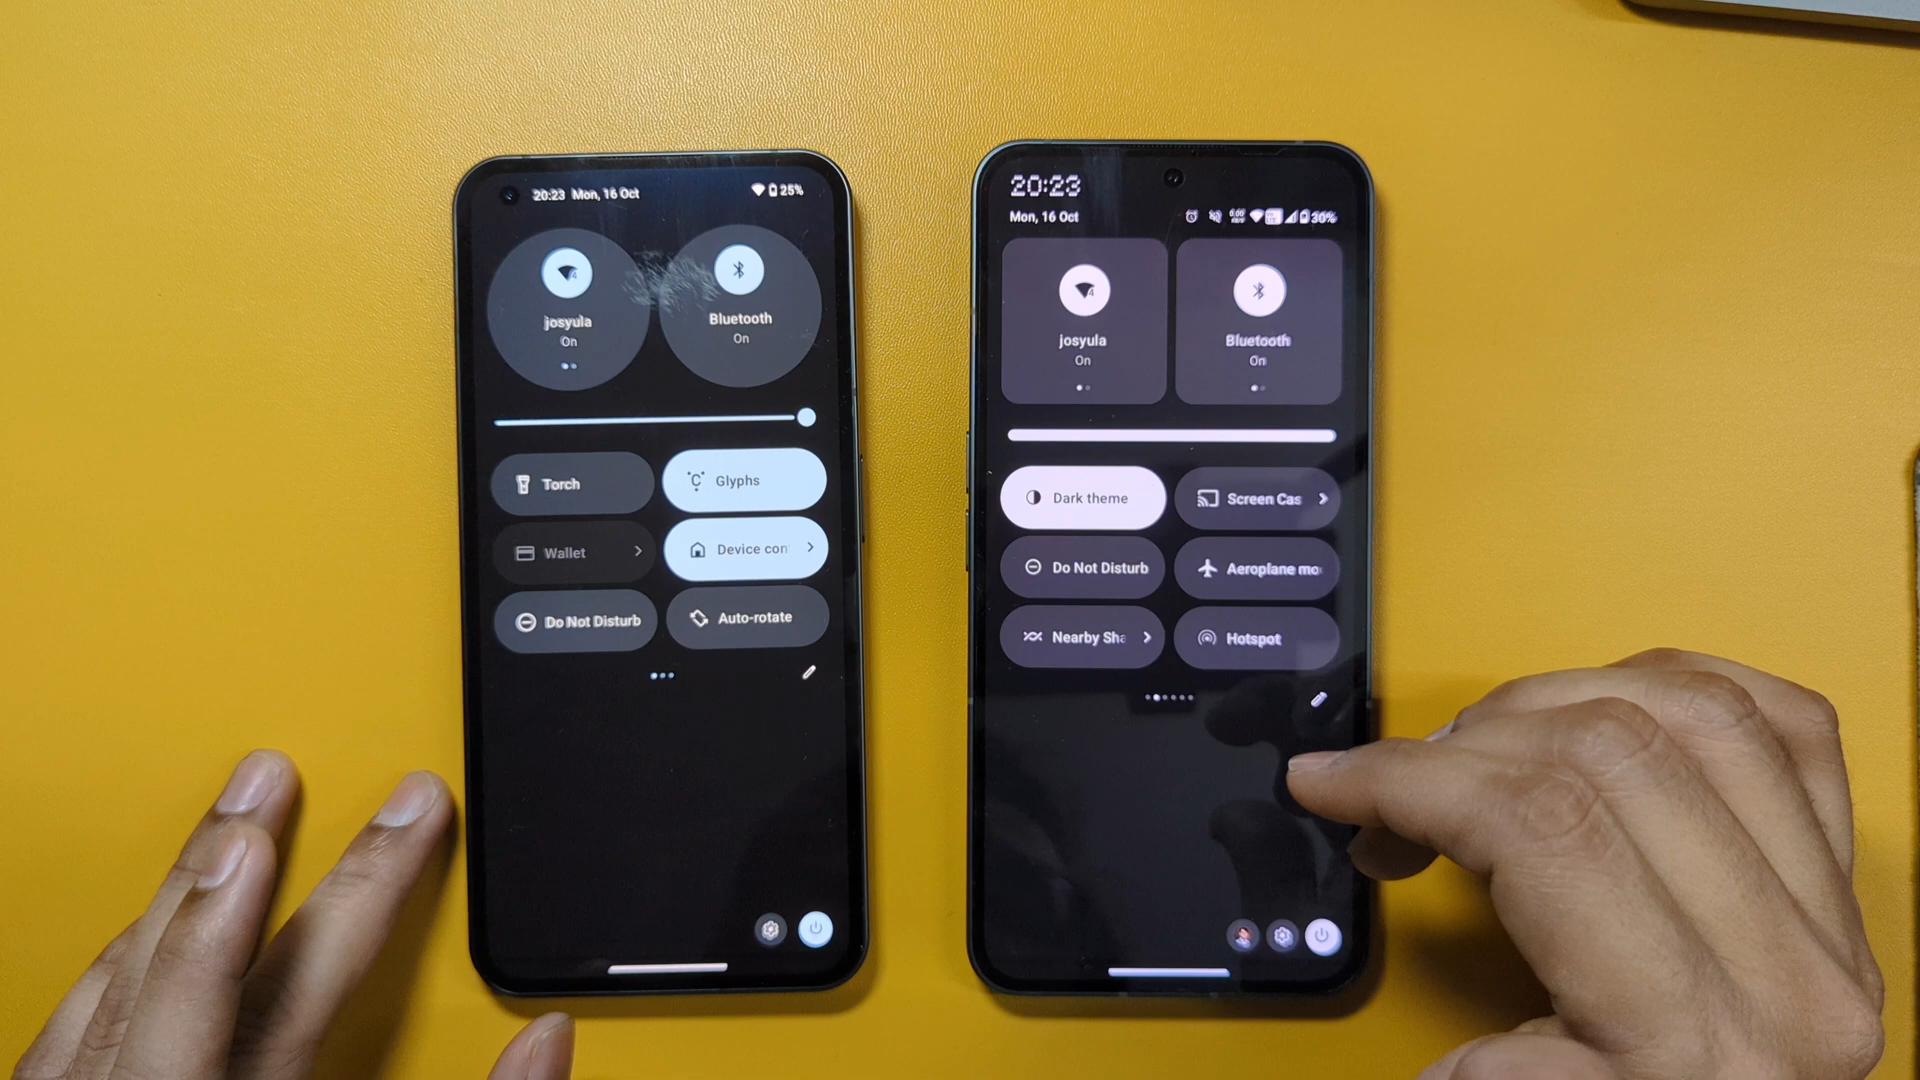 20:23 Mon, 16 Oct 25%
josyula
On
Bluetooth
On
Torch
Glyphs
Wallet
Device con
Do Not Disturb
Auto-rotate
20:23
Mon, 16 Oct 30%
josyula
On
Bluetooth
On
Dark theme
Screen Cas
Do Not Disturb
Aeroplane mo
Nearby Sha
Hotspot